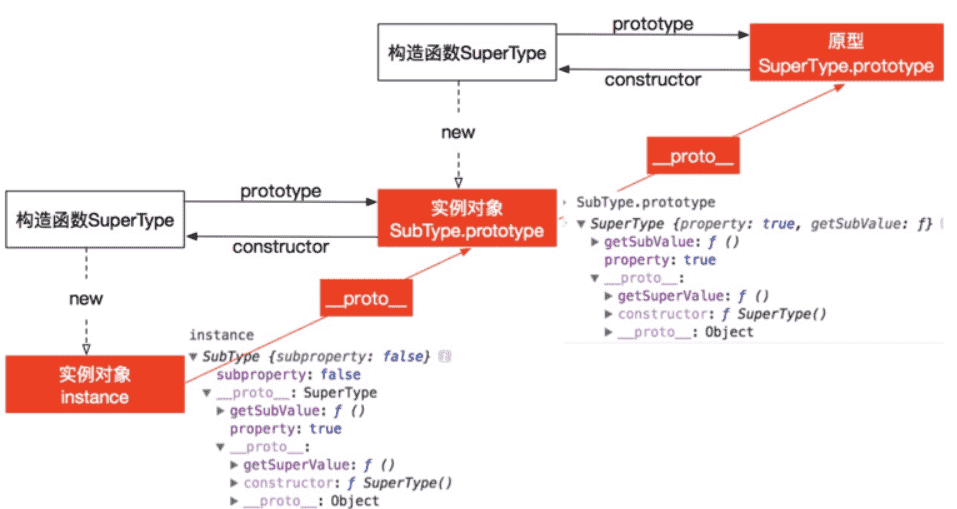 prototype
构造函数SuperType
原型
SuperType.prototype
constructor
new
__proto__
prototype
构造函数SuperType
实例对象
SubType.prototype
constructor
SubType.prototype
▼ SuperType {property: true, getSubValue: ƒ}
▶ getSubValue: ƒ ()
property: true
▼ __proto__:
▶ getSuperValue: ƒ ()
▶ constructor: ƒ SuperType()
▶ __proto__: Object
new
__proto__
实例对象
instance
instance
▼ SubType {subproperty: false}
subproperty: false
▼ __proto__: SuperType
▶ getSubValue: ƒ ()
property: true
▼ __proto__:
▶ getSuperValue: ƒ ()
▶ constructor: ƒ SuperType()
▶ __proto__: Object